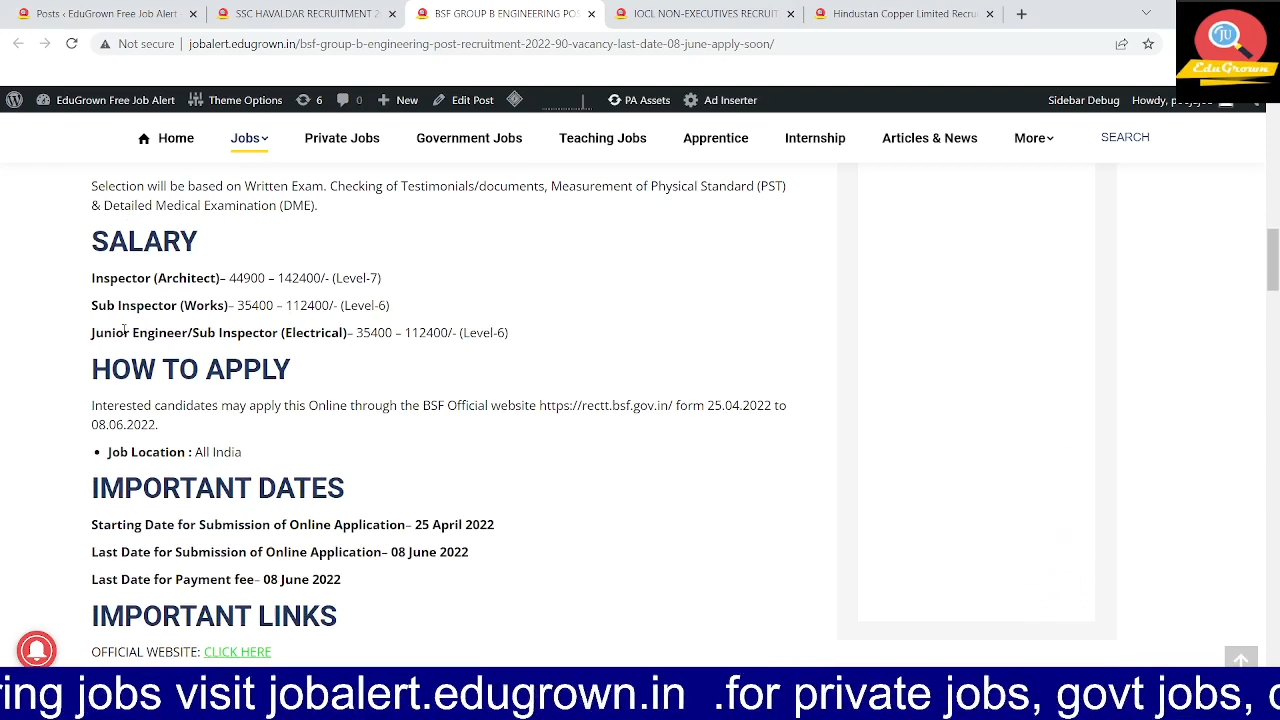 Posts ‹ EduGrown Free Job Alert
SSC HAVALDAR RECRUITMENT 2
BSF GROUP B ENGINEERING POS
IOCL NON-EXECUTIVE RECRUIT
Hindustan Copper Limited Rec
Not secure
jobalert.edugrown.in/bsf-group-b-engineering-post-recruitment-2022-90-vacancy-last-date-08-june-apply-soon/
JU
EduGrown
EduGrown Free Job Alert
Theme Options
6
0
New
Edit Post
PA Assets
Ad Inserter
Sidebar Debug
Howdy,
Home
Jobs
Private Jobs
Government Jobs
Teaching Jobs
Apprentice
Internship
Articles & News
More
SEARCH
Selection will be based on Written Exam. Checking of Testimonials/documents, Measurement of Physical Standard (PST)
& Detailed Medical Examination (DME).
SALARY
Inspector (Architect)– 44900 – 142400/- (Level-7)
Sub Inspector (Works)– 35400 – 112400/- (Level-6)
Junior Engineer/Sub Inspector (Electrical)– 35400 – 112400/- (Level-6)
HOW TO APPLY
Interested candidates may apply this Online through the BSF Official website https://rectt.bsf.gov.in/ form 25.04.2022 to
08.06.2022.
• Job Location : All India
IMPORTANT DATES
Starting Date for Submission of Online Application– 25 April 2022
Last Date for Submission of Online Application– 08 June 2022
Last Date for Payment fee– 08 June 2022
IMPORTANT LINKS
OFFICIAL WEBSITE: CLICK HERE
ring jobs visit jobalert.edugrown.in .for private jobs, govt jobs,